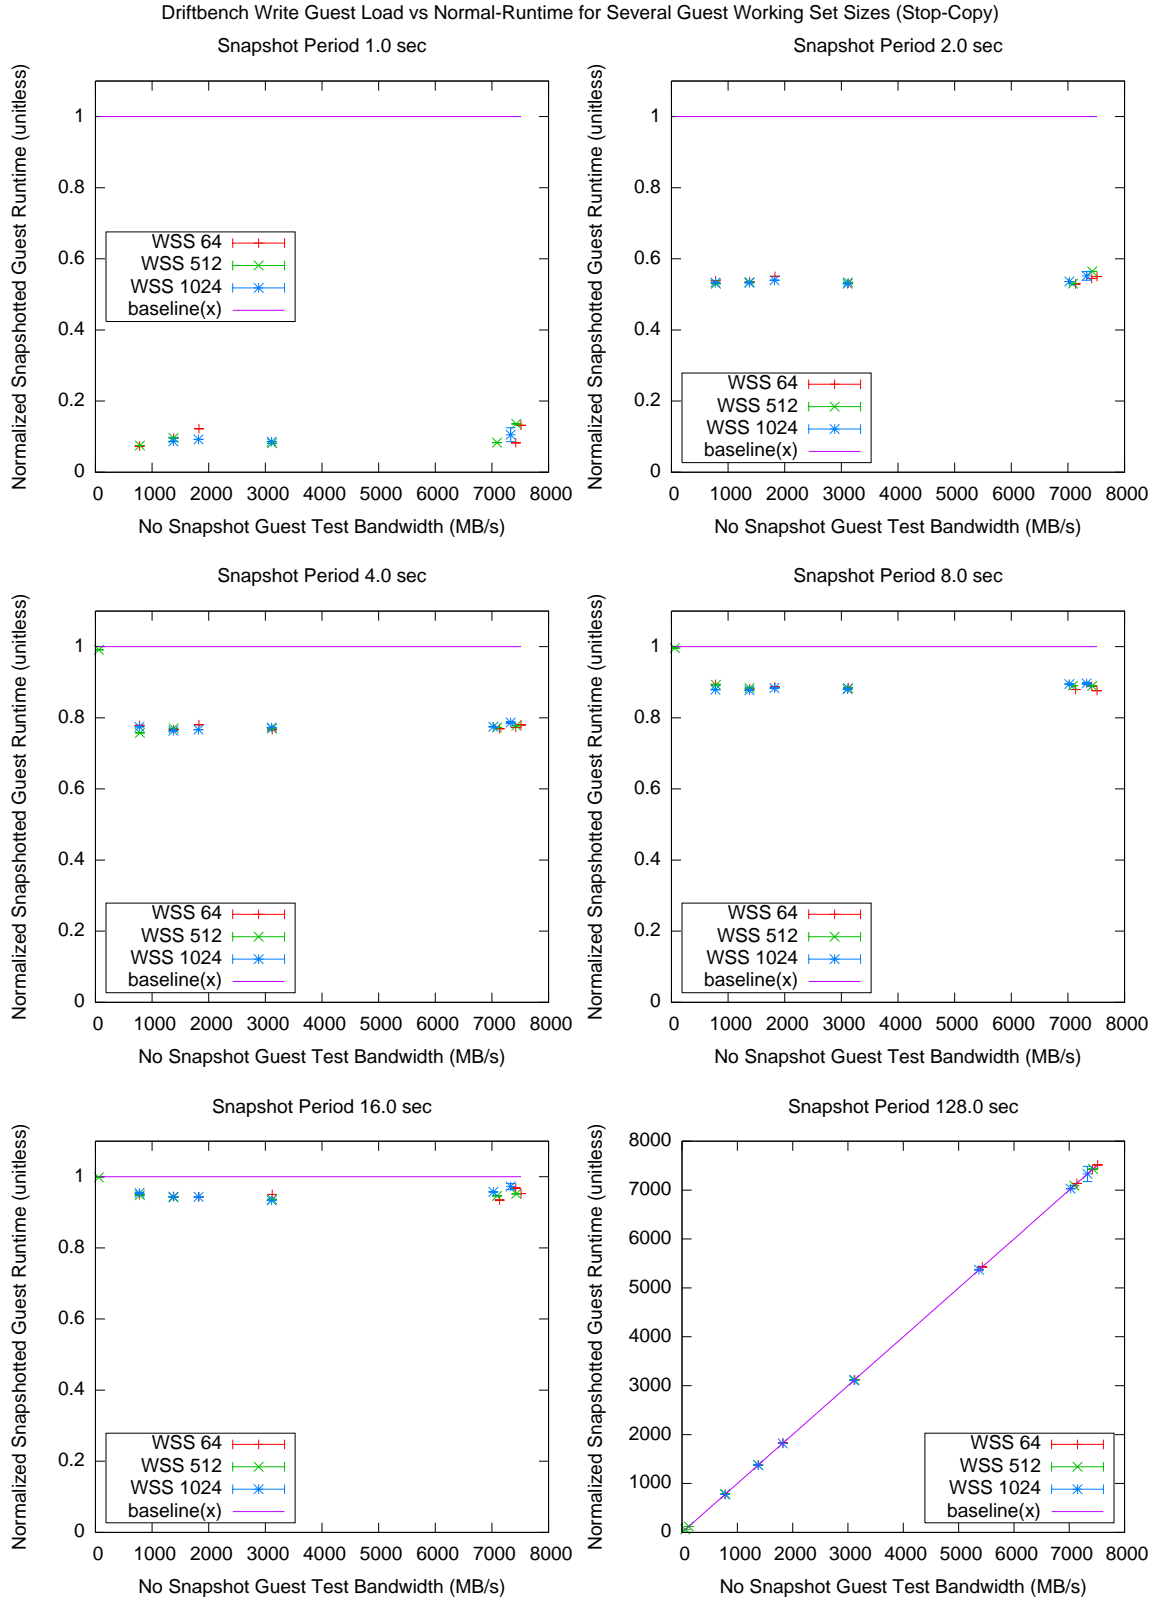 Driftbench Write Guest Load vs Normal-Runtime for Several Guest Working Set Sizes (Stop-Copy)
Snapshot Period 1.0 sec
Normalized Snapshotted Guest Runtime (unitless)
1
0.8
0.6
0.4
0.2
0
WSS 64
WSS 512
WSS 1024
baseline(x)
0 1000 2000 3000 4000 5000 6000 7000 8000
No Snapshot Guest Test Bandwidth (MB/s)
Snapshot Period 2.0 sec
Normalized Snapshotted Guest Runtime (unitless)
1
0.8
0.6
0.4
0.2
0
WSS 64
WSS 512
WSS 1024
baseline(x)
0 1000 2000 3000 4000 5000 6000 7000 8000
No Snapshot Guest Test Bandwidth (MB/s)
Snapshot Period 4.0 sec
Normalized Snapshotted Guest Runtime (unitless)
1
0.8
0.6
0.4
0.2
0
WSS 64
WSS 512
WSS 1024
baseline(x)
0 1000 2000 3000 4000 5000 6000 7000 8000
No Snapshot Guest Test Bandwidth (MB/s)
Snapshot Period 8.0 sec
Normalized Snapshotted Guest Runtime (unitless)
1
0.8
0.6
0.4
0.2
0
WSS 64
WSS 512
WSS 1024
baseline(x)
0 1000 2000 3000 4000 5000 6000 7000 8000
No Snapshot Guest Test Bandwidth (MB/s)
Snapshot Period 16.0 sec
Normalized Snapshotted Guest Runtime (unitless)
1
0.8
0.6
0.4
0.2
0
WSS 64
WSS 512
WSS 1024
baseline(x)
0 1000 2000 3000 4000 5000 6000 7000 8000
No Snapshot Guest Test Bandwidth (MB/s)
Snapshot Period 128.0 sec
Normalized Snapshotted Guest Runtime (unitless)
8000
7000
6000
5000
4000
3000
2000
1000
0
WSS 64
WSS 512
WSS 1024
baseline(x)
0 1000 2000 3000 4000 5000 6000 7000 8000
No Snapshot Guest Test Bandwidth (MB/s)